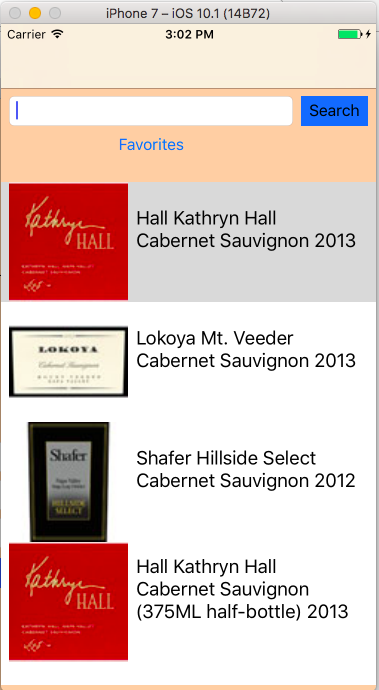 iPhone 7 – iOS 10.1 (14B72)
Carrier 3:02 PM
Search
Favorites
Kathryn
HALL
Hall Kathryn Hall
Cabernet Sauvignon 2013
LOKOYA
Cabernet Sauvignon
Lokoya Mt. Veeder
Cabernet Sauvignon 2013
Shafer
HILLSIDE
SELECT
Shafer Hillside Select
Cabernet Sauvignon 2012
Kathryn
HALL
Hall Kathryn Hall
Cabernet Sauvignon
(375ML half-bottle) 2013